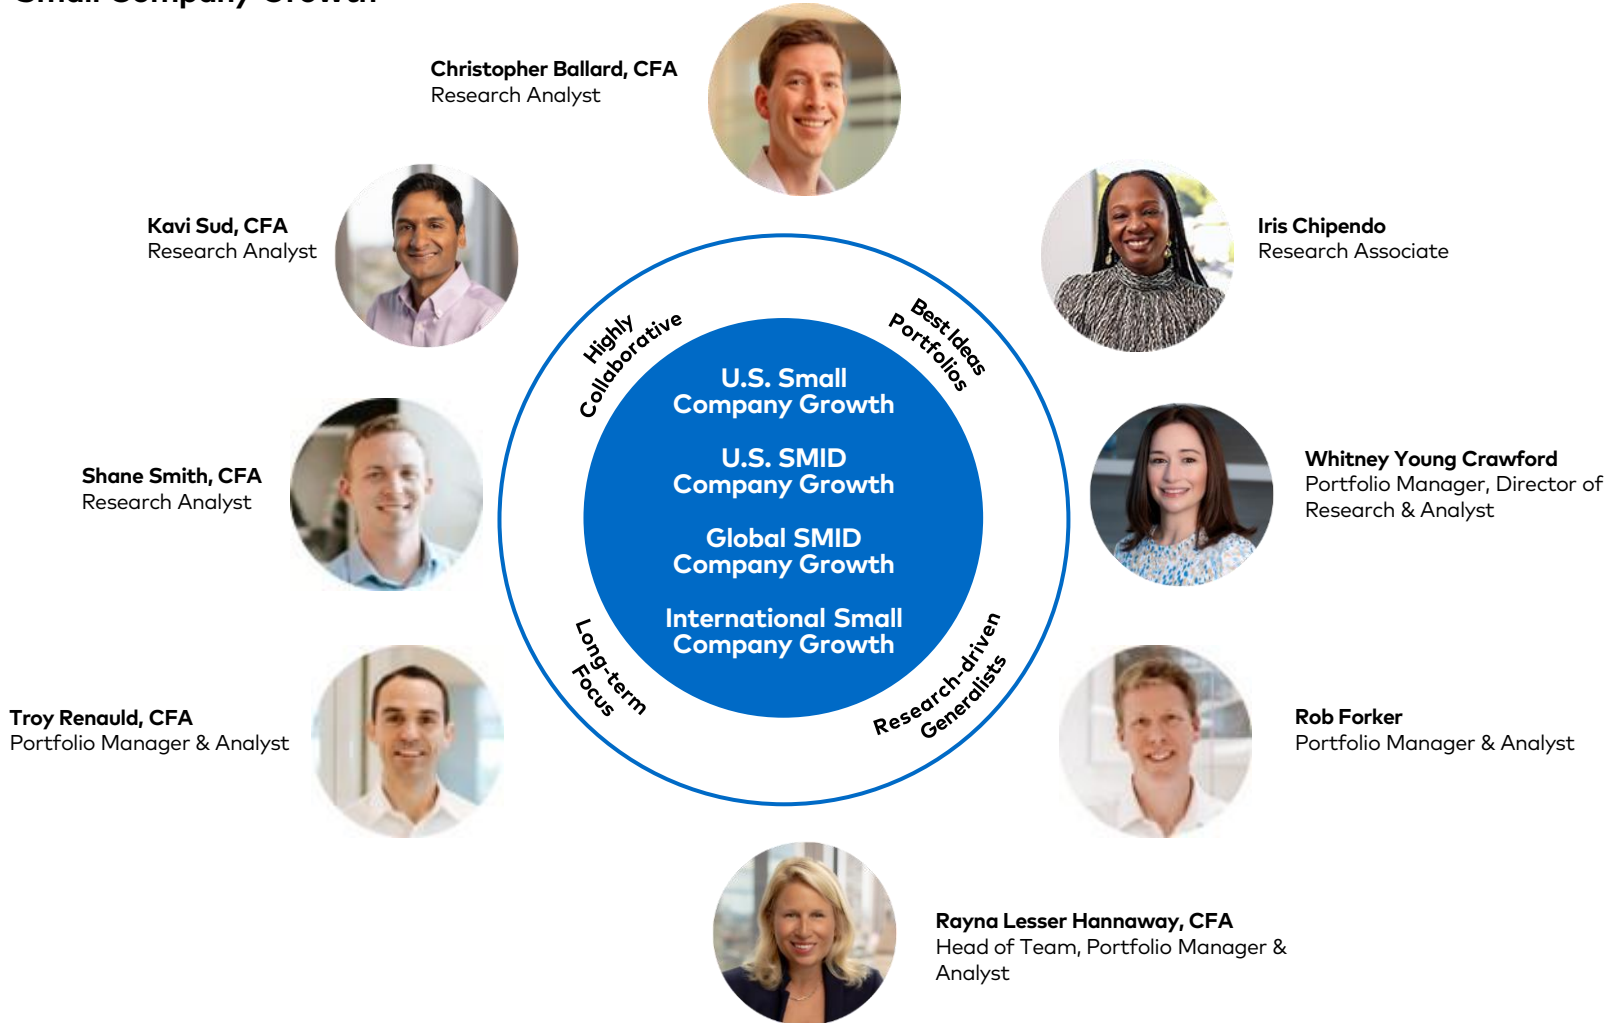 Small Company Growth
Christopher Ballard, CFA
Research Analyst
Kavi Sud, CFA
Research Analyst
Iris Chipendo
Research Associate
Highly
Collaborative
Best Ideas
Portfolios
U.S. Small
Company Growth
U.S. SMID
Company Growth
Global SMID
Company Growth
International Small
Company Growth
Shane Smith, CFA
Research Analyst
Whitney Young Crawford
Portfolio Manager, Director of
Research & Analyst
Long-term
Focus
Research-driven
Generalists
Troy Renauld, CFA
Portfolio Manager & Analyst
Rob Forker
Portfolio Manager & Analyst
Rayna Lesser Hannaway, CFA
Head of Team, Portfolio Manager &
Analyst